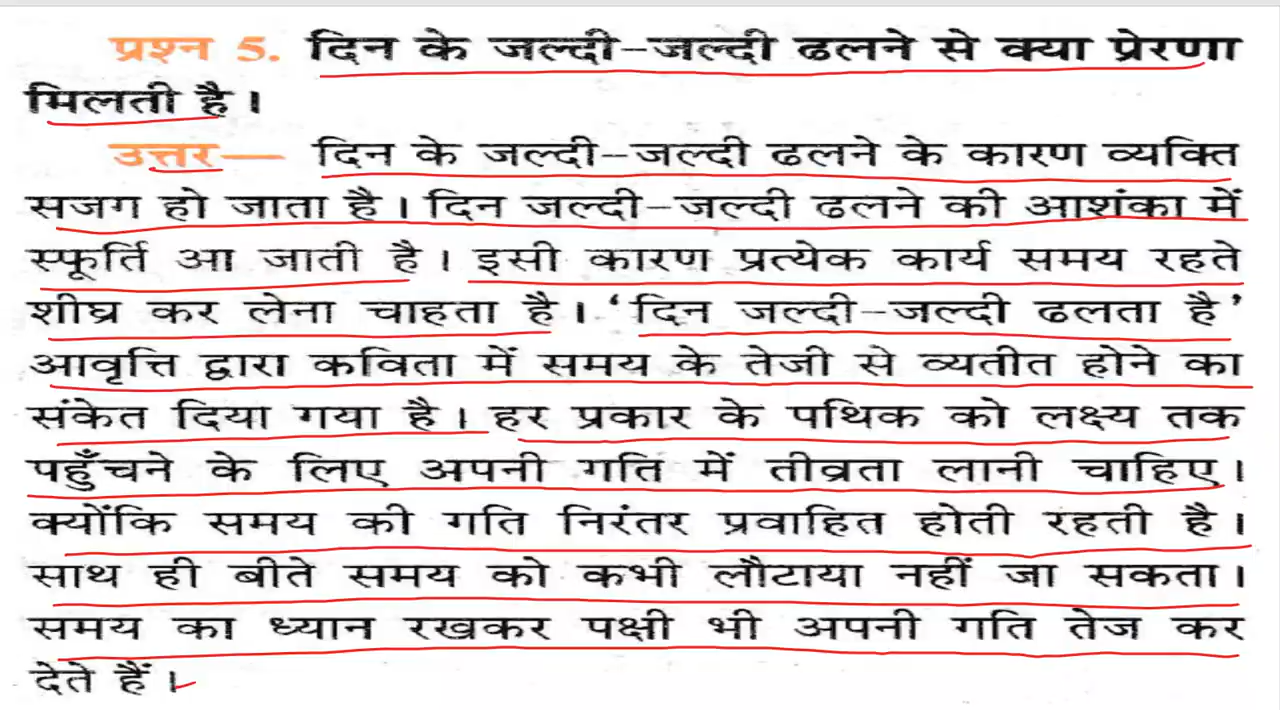 प्रश्न 5. दिन के जल्दी-जल्दी ढलने से क्या प्रेरणा
मिलती है।
उत्तर— दिन के जल्दी-जल्दी ढलने के कारण व्यक्ति
सजग हो जाता है। दिन जल्दी-जल्दी ढलने की आशंका में
स्फूर्ति आ जाती है। इसी कारण प्रत्येक कार्य समय रहते
शीघ्र कर लेना चाहता है। ‘दिन जल्दी-जल्दी ढलता है’
आवृत्ति द्वारा कविता में समय के तेजी से व्यतीत होने का
संकेत दिया गया है। हर प्रकार के पथिक को लक्ष्य तक
पहुँचने के लिए अपनी गति में तीव्रता लानी चाहिए।
क्योंकि समय की गति निरंतर प्रवाहित होती रहती है।
साथ ही बीते समय को कभी लौटाया नहीं जा सकता।
समय का ध्यान रखकर पक्षी भी अपनी गति तेज कर
देते हैं।